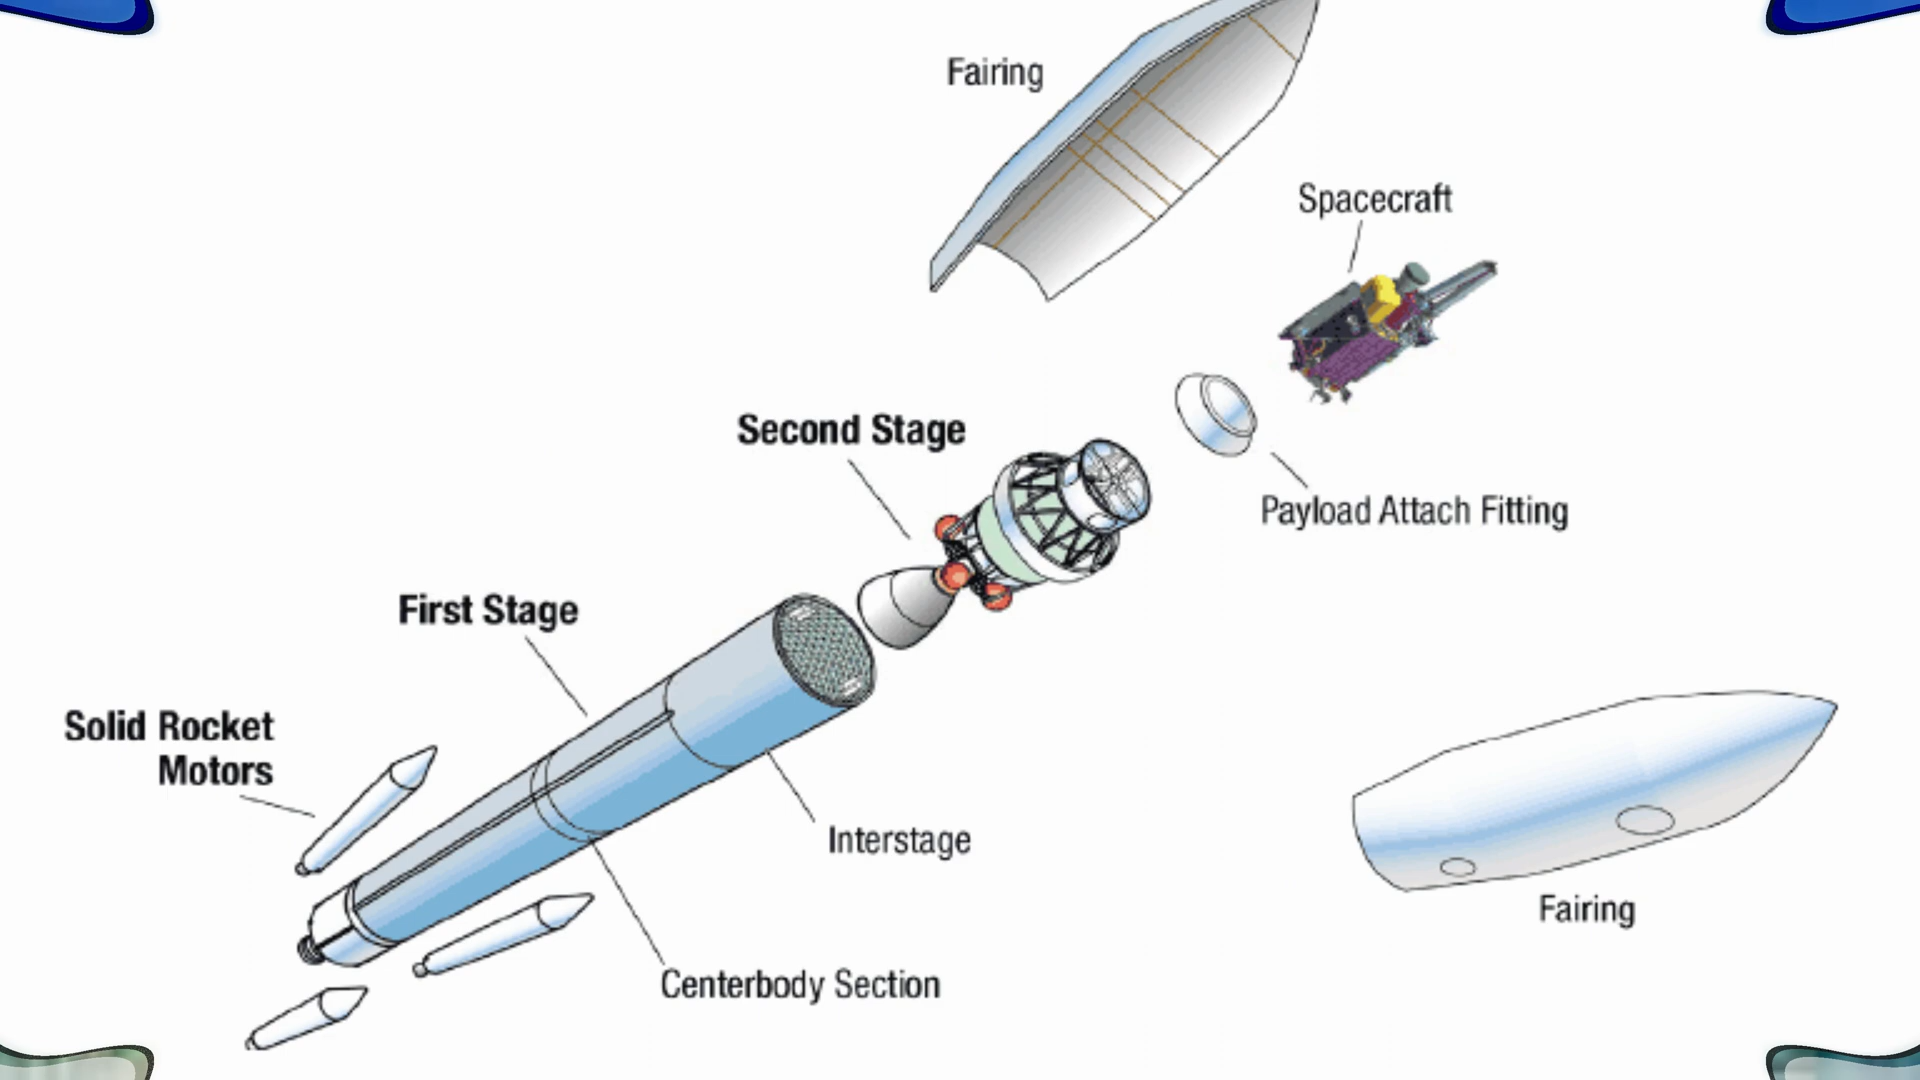 Fairing
Spacecraft
Second Stage
Payload Attach Fitting
First Stage
Solid Rocket
Motors
Interstage
Fairing
Centerbody Section